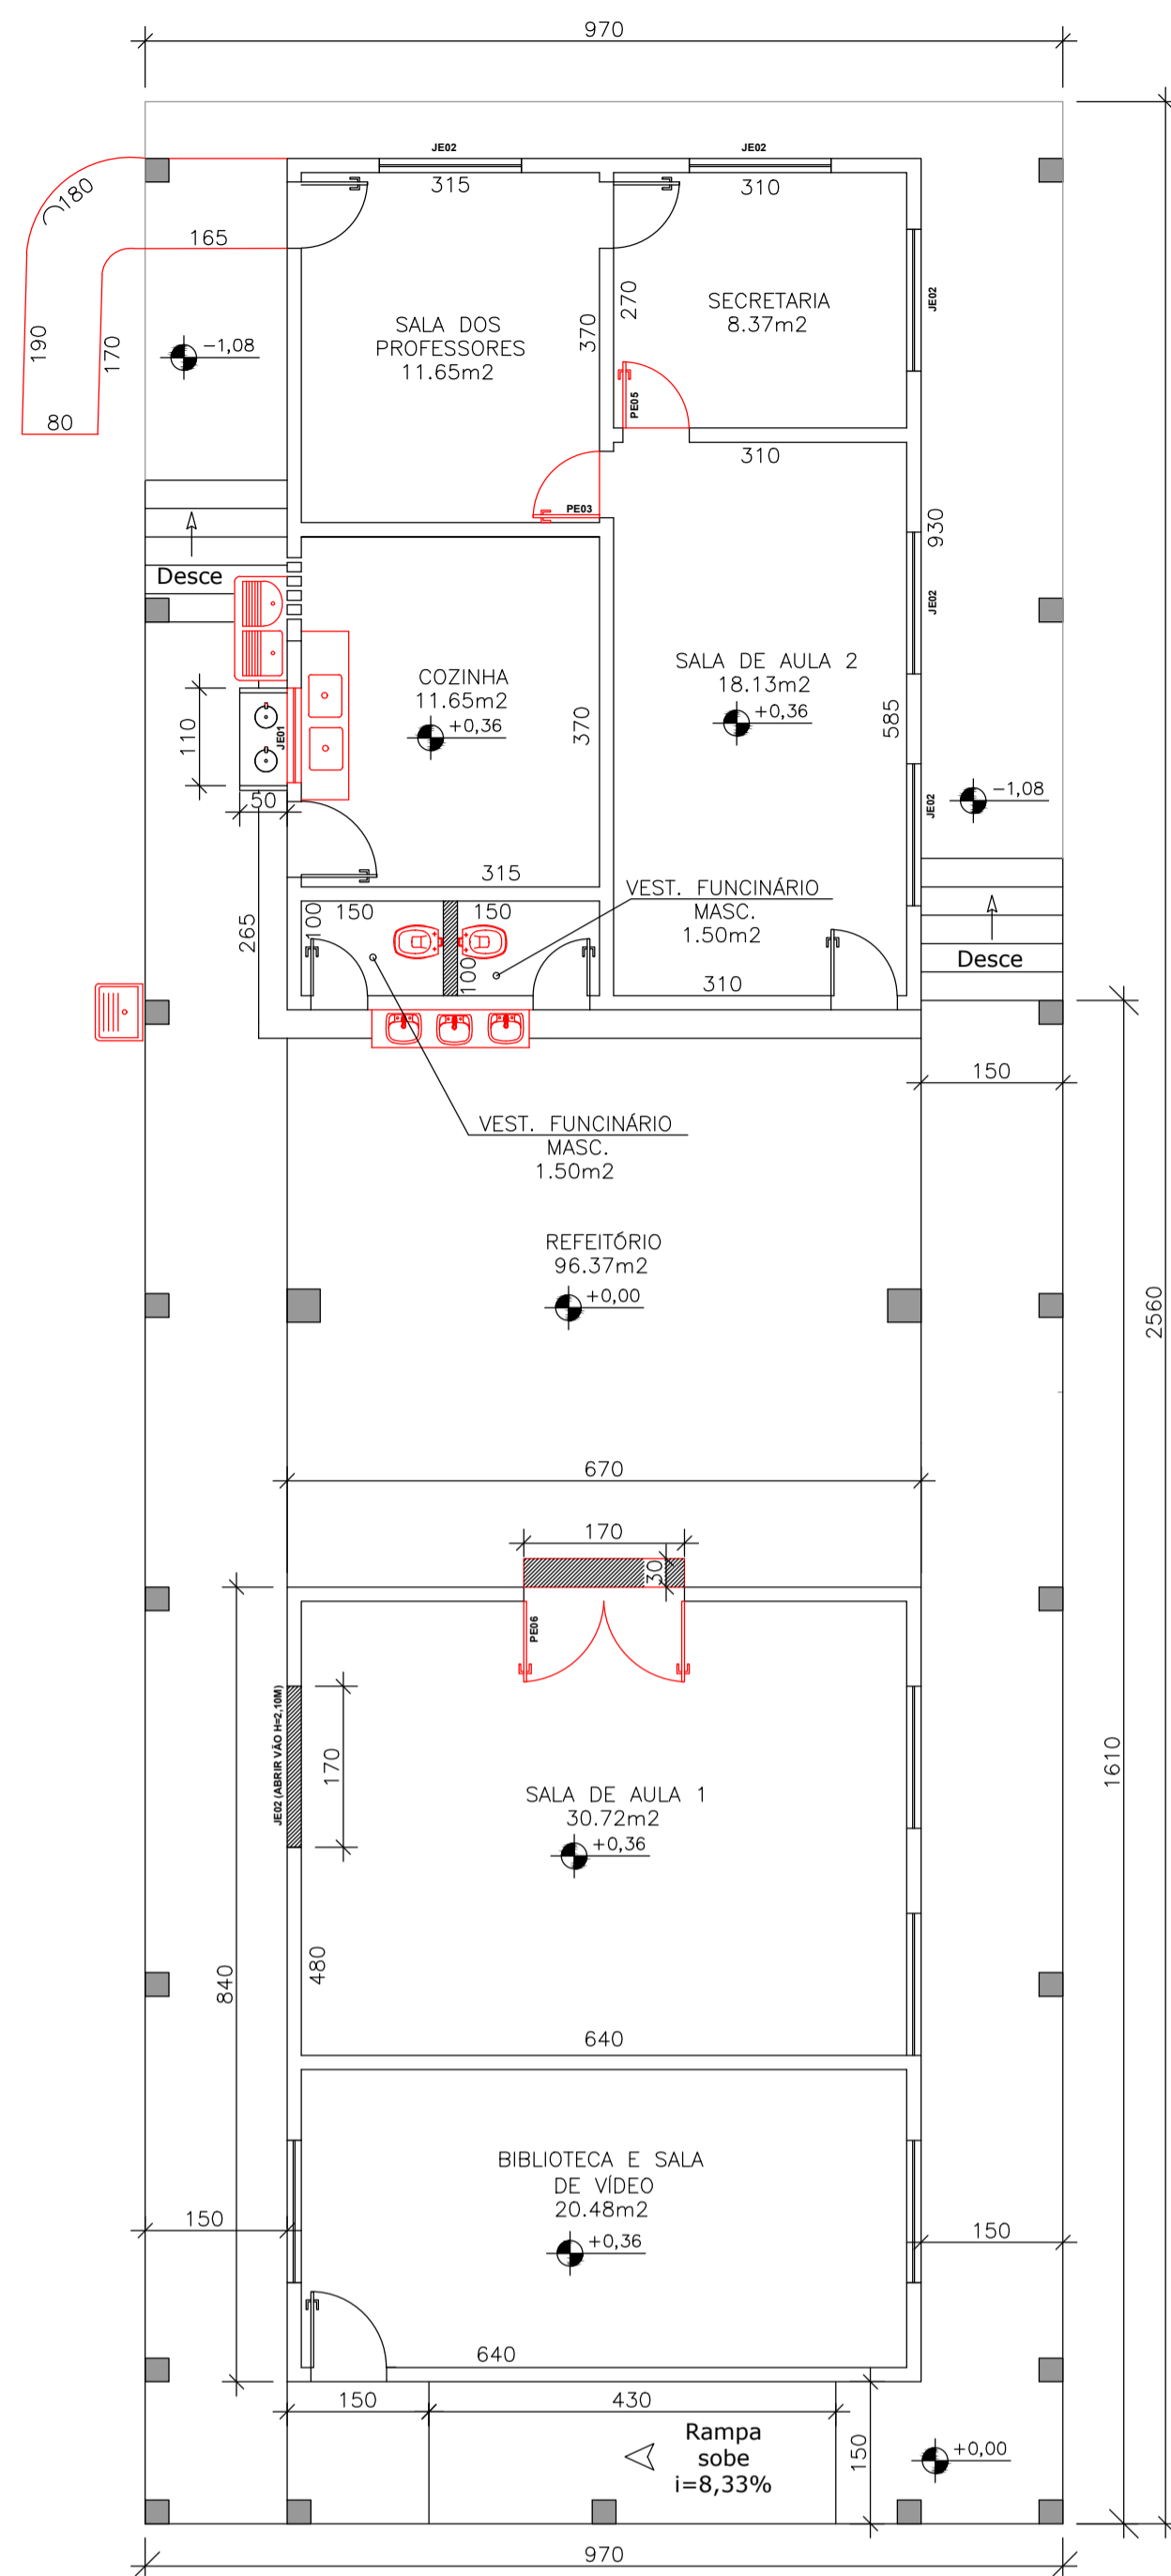 970
JE02
JE02
315
310
180
165
SECRETARIA
8.37m2
270
JE02
SALA DOS
PROFESSORES
11.65m2
370
190
170
-1,08
80
PE05
310
PE03
930
Desce
JE02
COZINHA
11.65m2
+0,36
370
SALA DE AULA 2
18.13m2
+0,36
585
110
JE01
50
JE02
-1,08
315
VEST. FUNCINÁRIO
MASC.
1.50m2
100
150
150
100
265
310
Desce
150
VEST. FUNCINÁRIO
MASC.
1.50m2
REFEITÓRIO
96.37m2
+0,00
2560
670
170
30
PE06
JE02 (ABRIR VÃO H=2,10M)
170
SALA DE AULA 1
30.72m2
+0,36
1610
480
840
640
BIBLIOTECA E SALA
DE VÍDEO
20.48m2
+0,36
150
150
640
150
430
Rampa
sobe
i=8,33%
150
+0,00
970